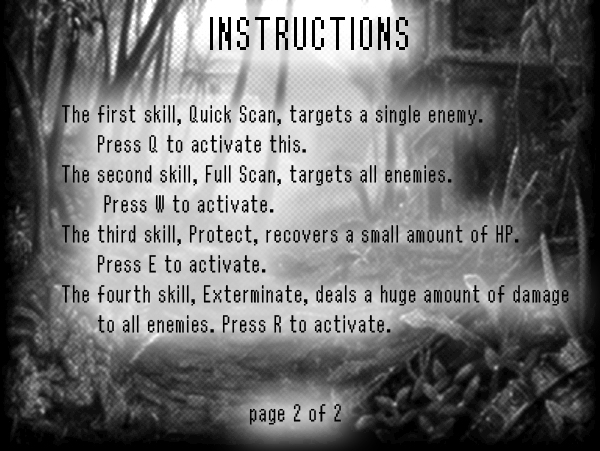 INSTRUCTIONS
The first skill, Quick Scan, targets a single enemy.
Press Q to activate this.
The second skill, Full Scan, targets all enemies.
Press W to activate.
The third skill, Protect, recovers a small amount of HP.
Press E to activate.
The fourth skill, Exterminate, deals a huge amount of damage
to all enemies. Press R to activate.
page 2 of 2